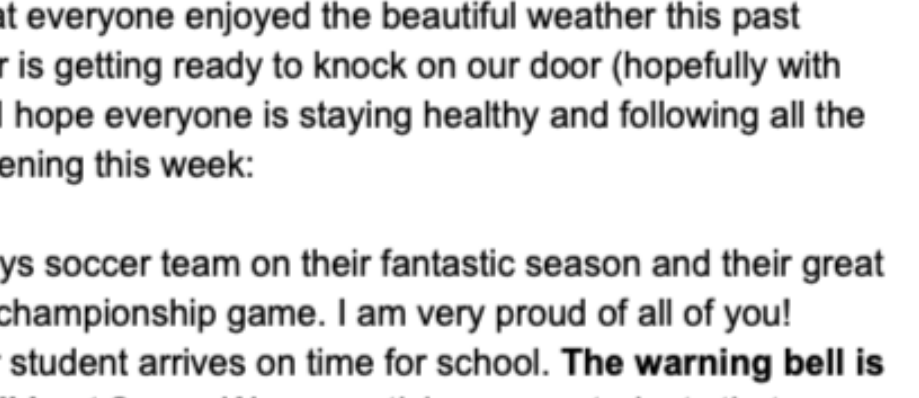 at everyone enjoyed the beautiful weather this past
r is getting ready to knock on our door (hopefully with
I hope everyone is staying healthy and following all the
ening this week:
ys soccer team on their fantastic season and their great
championship game. I am very proud of all of you!
student arrives on time for school. The warning bell is